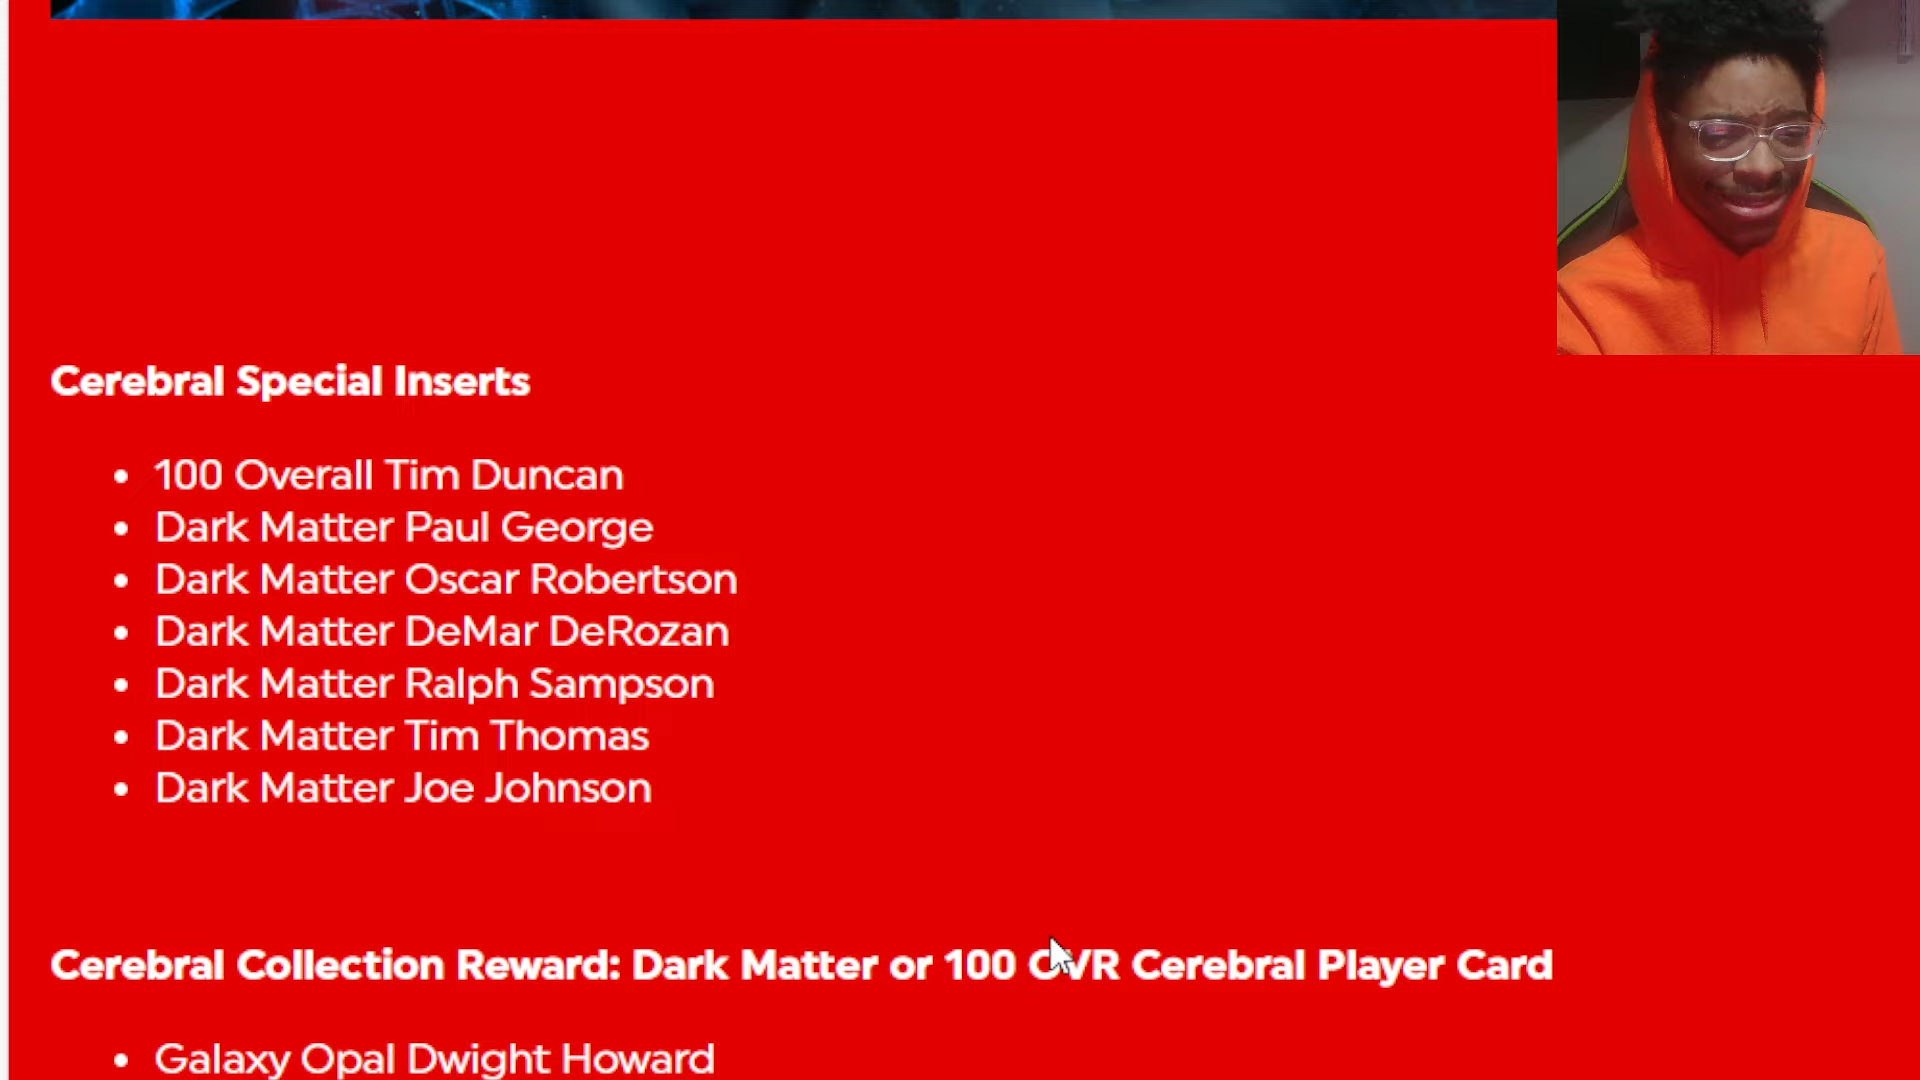 Cerebral Special Inserts
100 Overall Tim Duncan
Dark Matter Paul George
Dark Matter Oscar Robertson
Dark Matter DeMar DeRozan
Dark Matter Ralph Sampson
Dark Matter Tim Thomas
Dark Matter Joe Johnson
Cerebral Collection Reward: Dark Matter or 100 OVR Cerebral Player Card
Galaxy Opal Dwight Howard